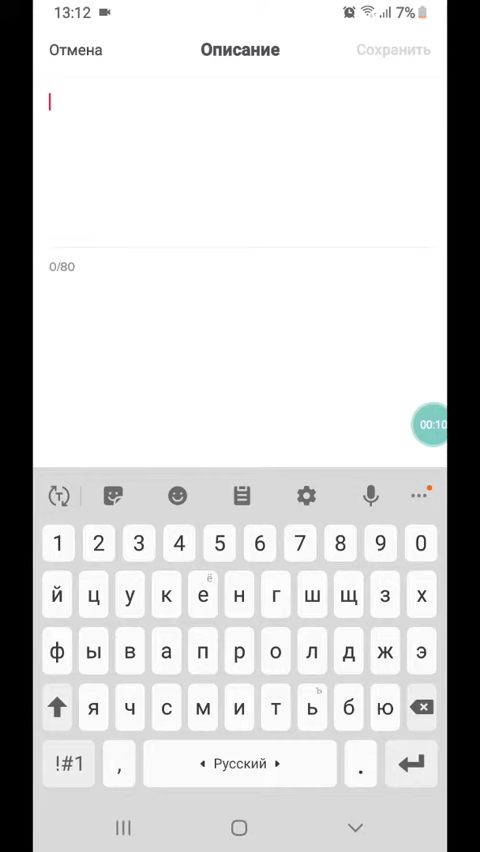 13:12 7%
Отмена Описание Сохранить
0/80
00:10
1 2 3 4 5 6 7 8 9 0
ё
й ц у к е н г ш щ з х
ф ы в а п р о л д ж э
ъ
я ч с м и т ь б ю
!#1 , Русский .